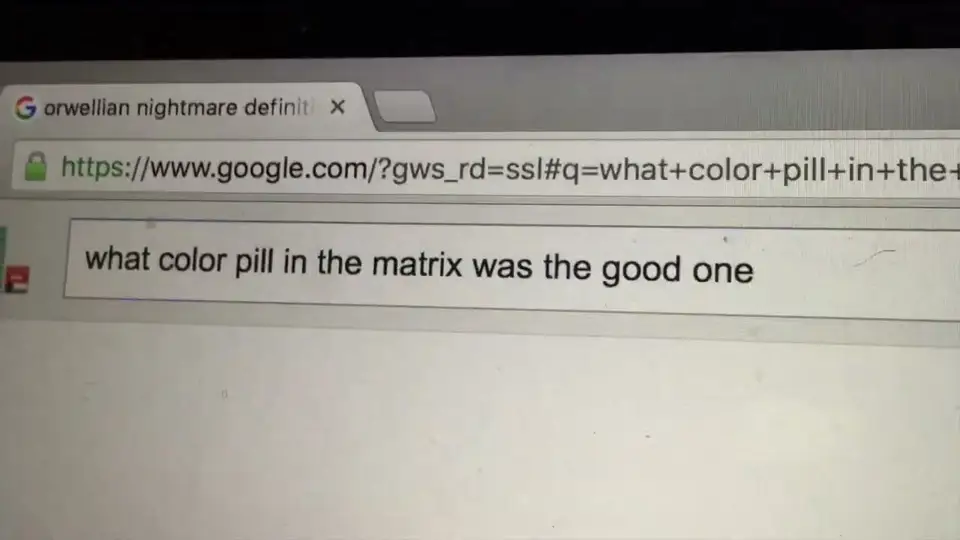 orwellian nightmare definiti
https://www.google.com/?gws_rd=ssl#q=what+color+pill+in+the+
what color pill in the matrix was the good one